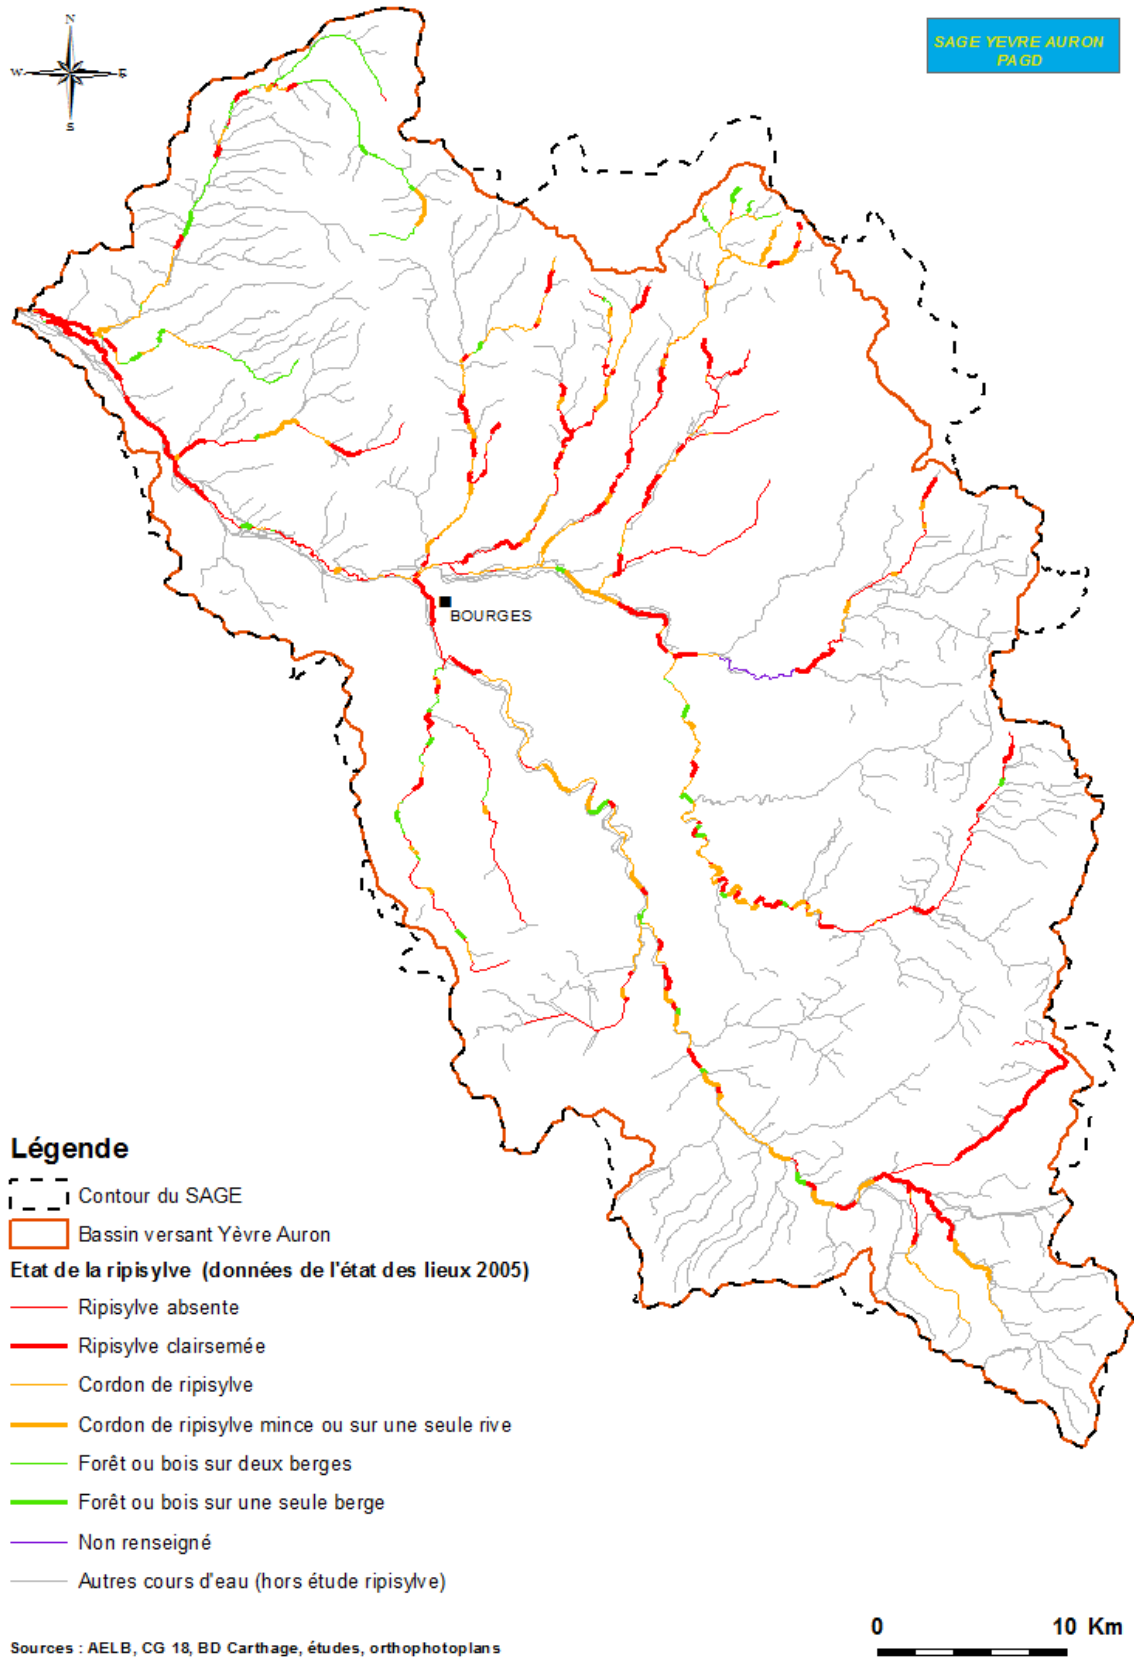 N
W
E
S
SAGE YEVRE AURON
PAGD
BOURGES
Légende
Contour du SAGE
Bassin versant Yèvre Auron
Etat de la ripisylve (données de l'état des lieux 2005)
Ripisylve absente
Ripisylve clairsemée
Cordon de ripisylve
Cordon de ripisylve mince ou sur une seule rive
Forêt ou bois sur deux berges
Forêt ou bois sur une seule berge
Non renseigné
Autres cours d'eau (hors étude ripisylve)
0 10 Km
Sources : AELB, CG 18, BD Carthage, études, orthophotoplans